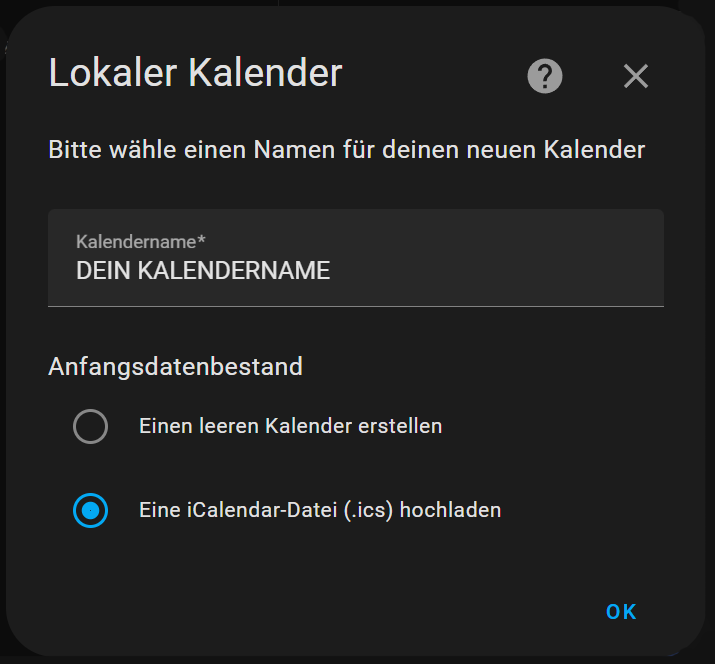 Lokaler Kalender
?
Bitte wähle einen Namen für deinen neuen Kalender
Kalendername*
DEIN KALENDERNAME
Anfangsdatenbestand
Einen leeren Kalender erstellen
Eine iCalendar-Datei (.ics) hochladen
OK